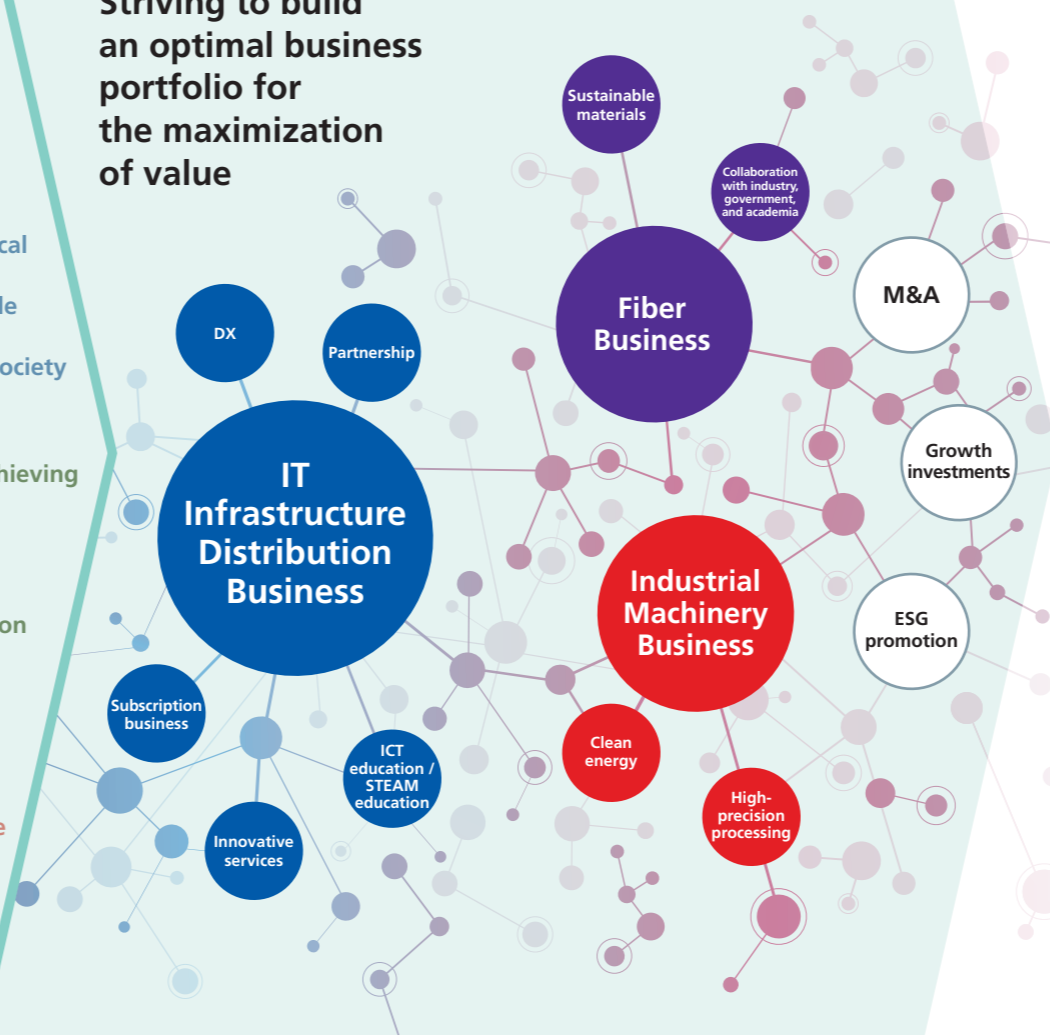 Striving to build
an optimal business
portfolio for
the maximization
of value
ociety
hieving
on
Sustainable
materials
Collaboration
with industry,
government,
and academia
Fiber
Business
M&A
DX
Partnership
IT
Infrastructure
Distribution
Business
Growth
investments
Industrial
Machinery
Business
ESG
promotion
Subscription
business
Clean
energy
ICT
education /
STEAM
education
High-
precision
processing
Innovative
services
cal
le
e